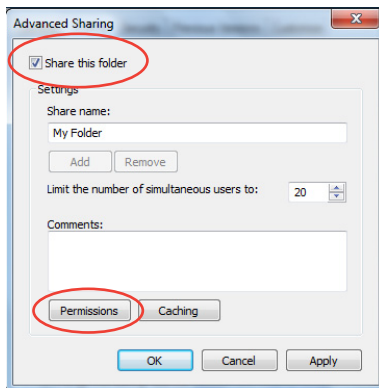 Advanced Sharing
Share this folder
Settings
Share name:
My Folder
Add Remove
Limit the number of simultaneous users to: 20
Comments:
Permissions Caching
OK Cancel Apply